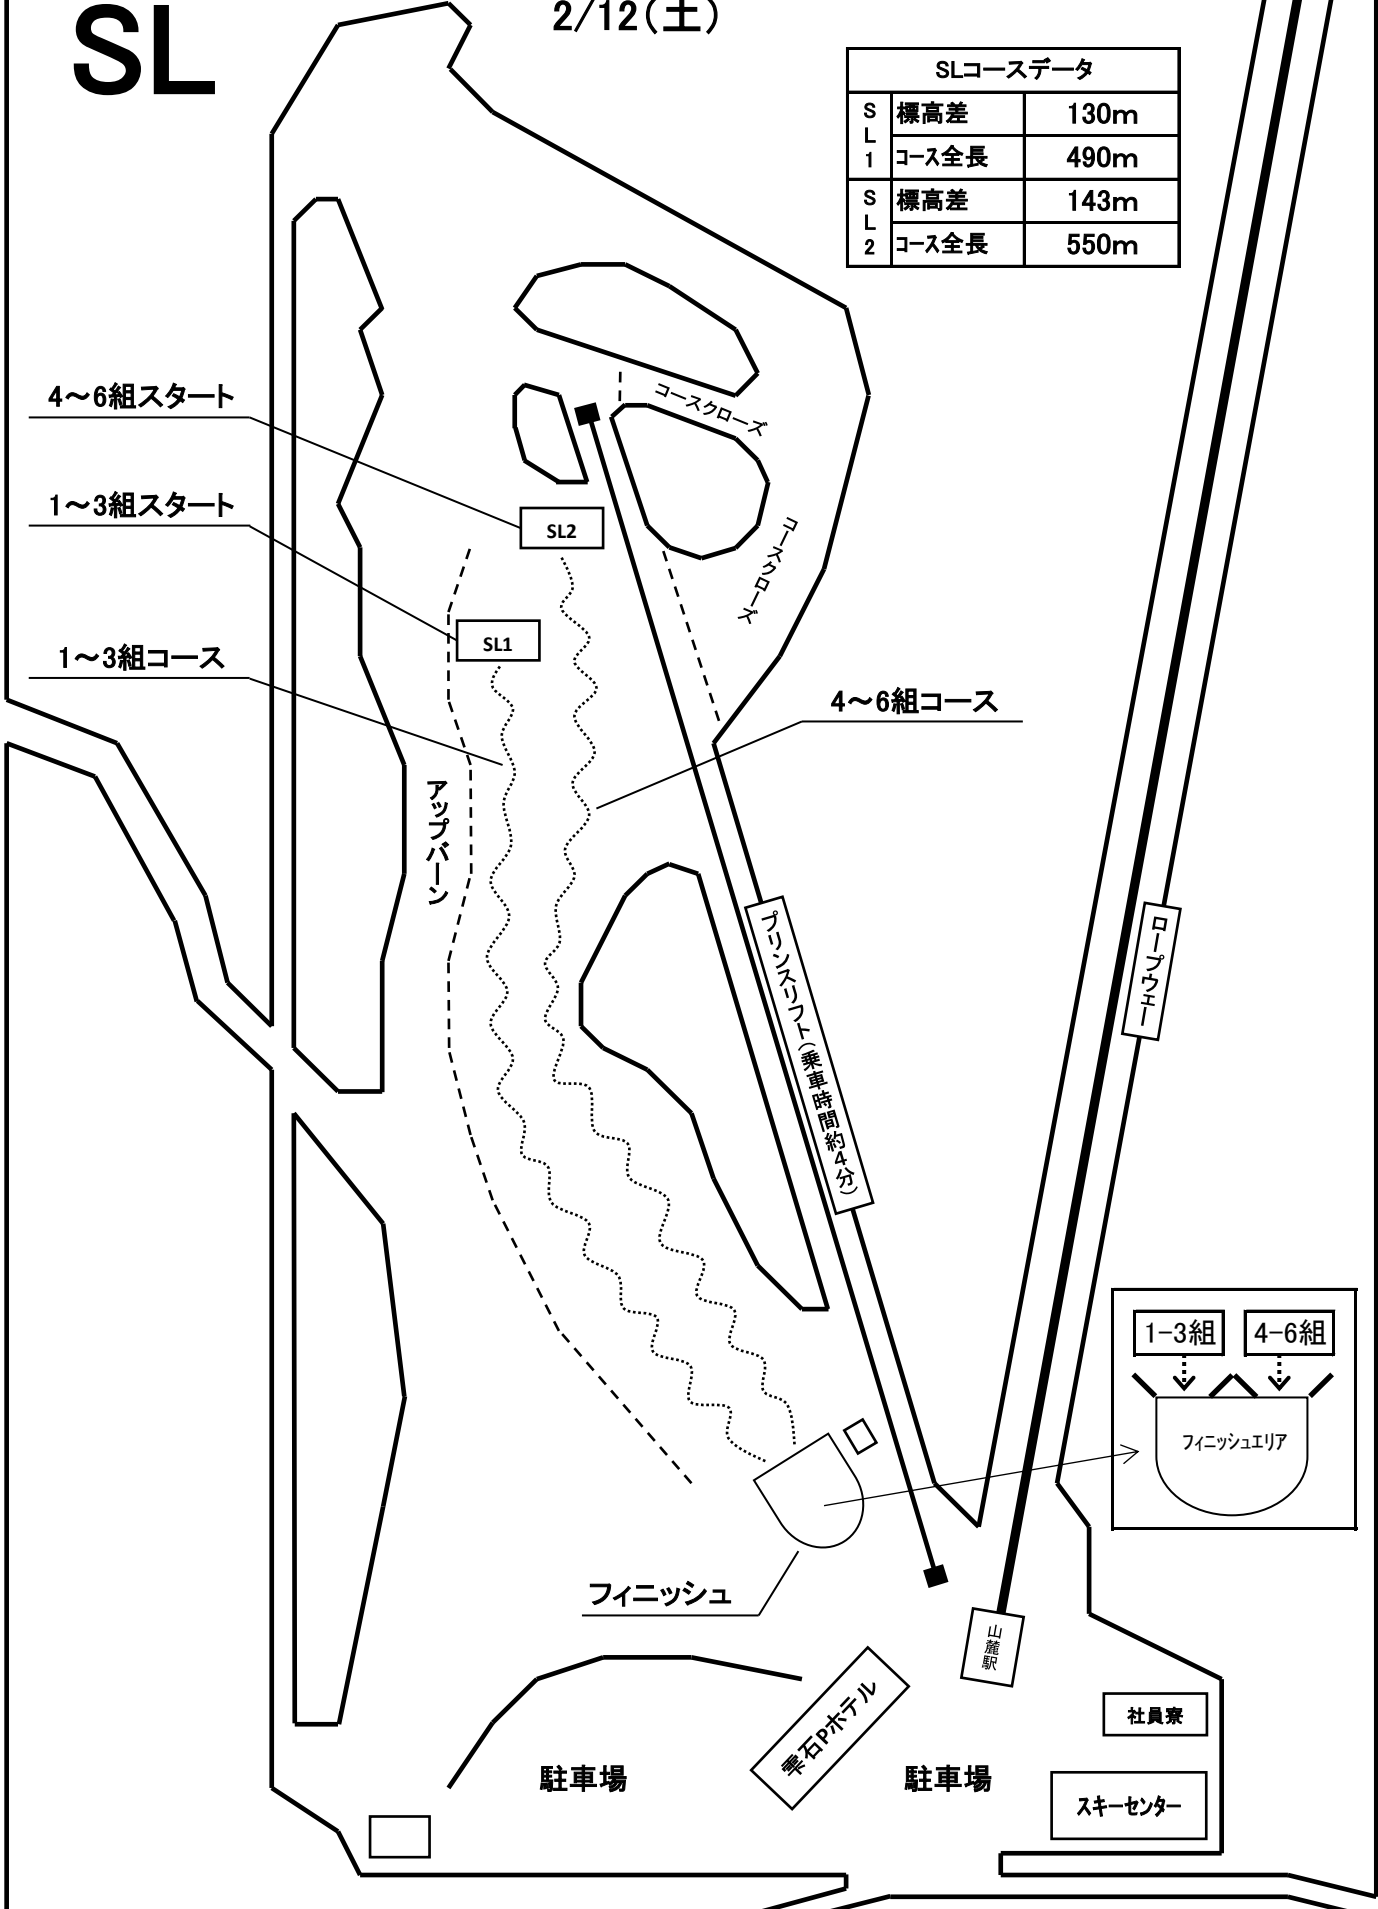 SL
2/12(土)
SLコースデータ
SL1
標高差 130m
コース全長 490m
SL2
標高差 143m
コース全長 550m
4～6組スタート
コースクローズ
1～3組スタート
SL2
コースクローズ
SL1
1～3組コース
4～6組コース
アップバーン
プリンスリフト(乗車時間約4分)
ロープウェー
1-3組 4-6組
フィニッシュエリア
フィニッシュ
山麓駅
雫石Pホテル
社員寮
駐車場
駐車場
スキーセンター